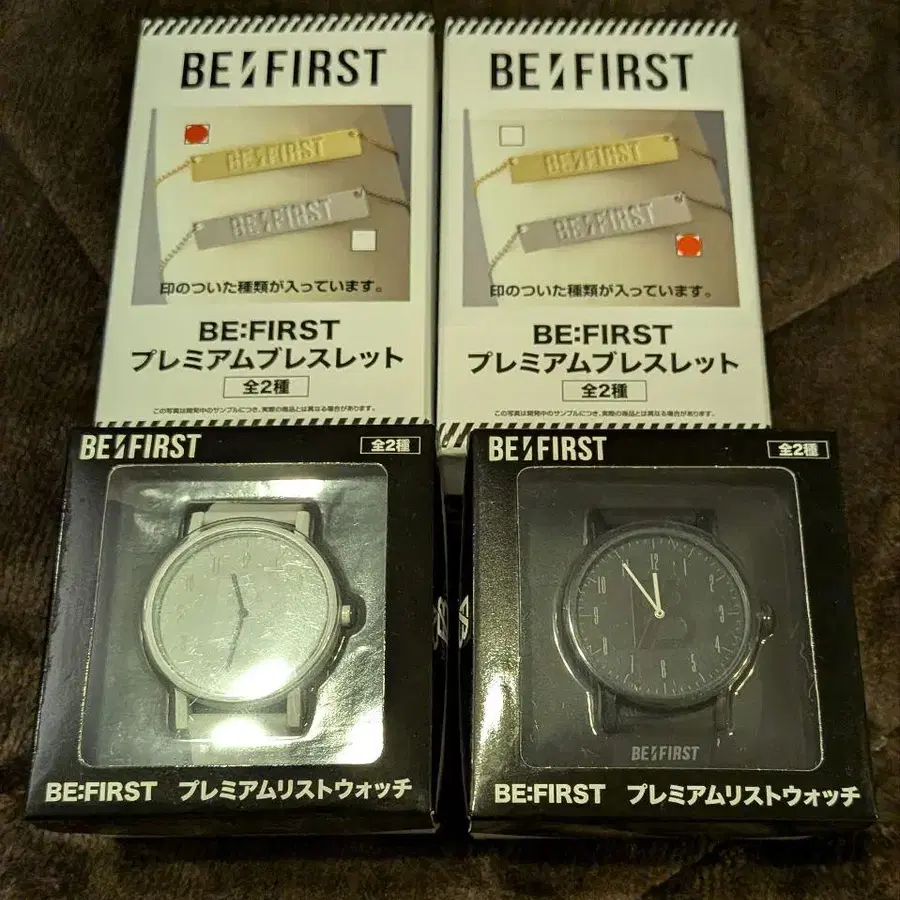 BE:FIRST
BE:FIRST
BE:FIRST
印のついた種類が入っています。
BE:FIRST
プレミアムブレスレット
全2種
この写真は開発中のサンプルにつき、実際の商品とは異なる場合があります。
BE:FIRST
BE:FIRST
BE:FIRST
印のついた種類が入っています。
BE:FIRST
プレミアムブレスレット
全2種
この写真は開発中のサンプルにつき、実際の商品とは異なる場合があります。
BE:FIRST 全2種
BE:FIRST プレミアムリストウォッチ
BE:FIRST 全2種
12
BE:FIRST
BE:FIRST プレミアムリストウォッチ